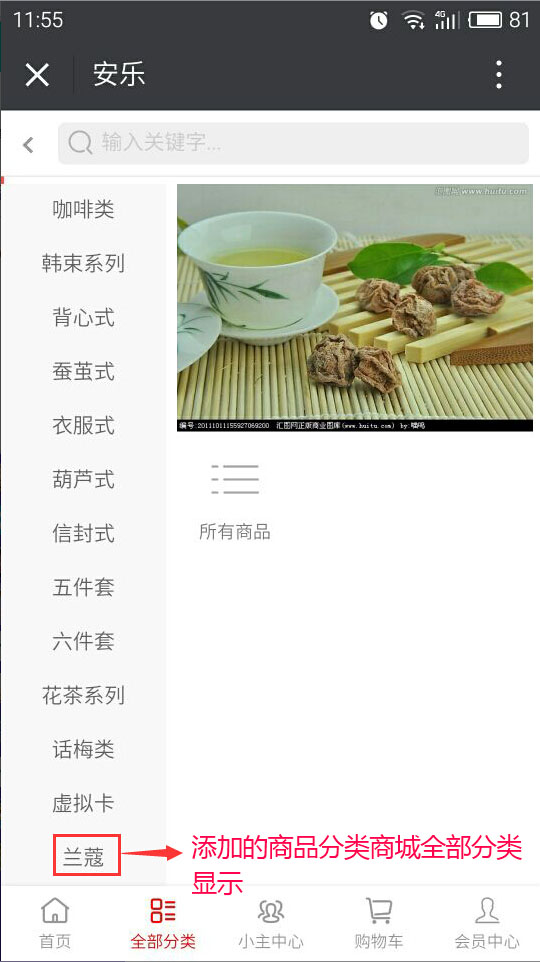 11:55
4G
81
安乐
输入关键字...
咖啡类
韩束系列
背心式
蚕茧式
衣服式
葫芦式
信封式
五件套
六件套
花茶系列
话梅类
虚拟卡
兰蔻
汇图网 www.huitu.com
编号:20111011155927069200 汇图网正版商业图库(www.huitu.com) by:嘀鸣
所有商品
添加的商品分类商城全部分类
显示
首页
全部分类
小主中心
购物车
会员中心